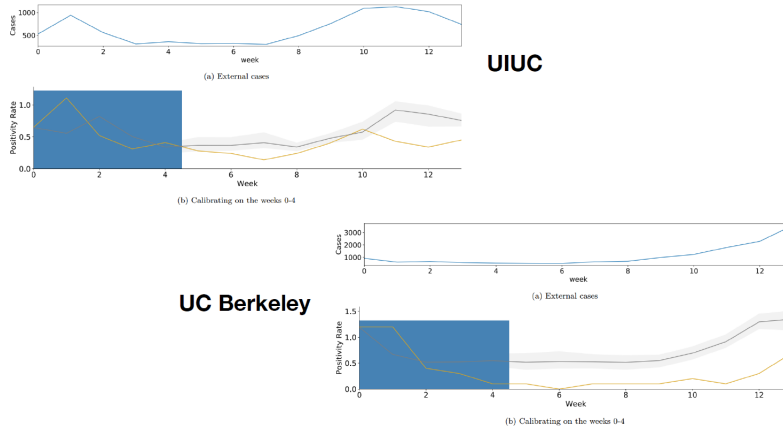 1000
500
Cases
0 2 4 6 8 10 12
week
(a) External cases
UIUC
1.0
0.5
0.0
Positivity Rate
0 2 4 6 8 10 12
Week
(b) Calibrating on the weeks 0-4
3000
2000
1000
Cases
0 2 4 6 8 10 12
week
(a) External cases
UC Berkeley
1.5
1.0
0.5
0.0
Positivity Rate
0 2 4 6 8 10 12
Week
(b) Calibrating on the weeks 0-4